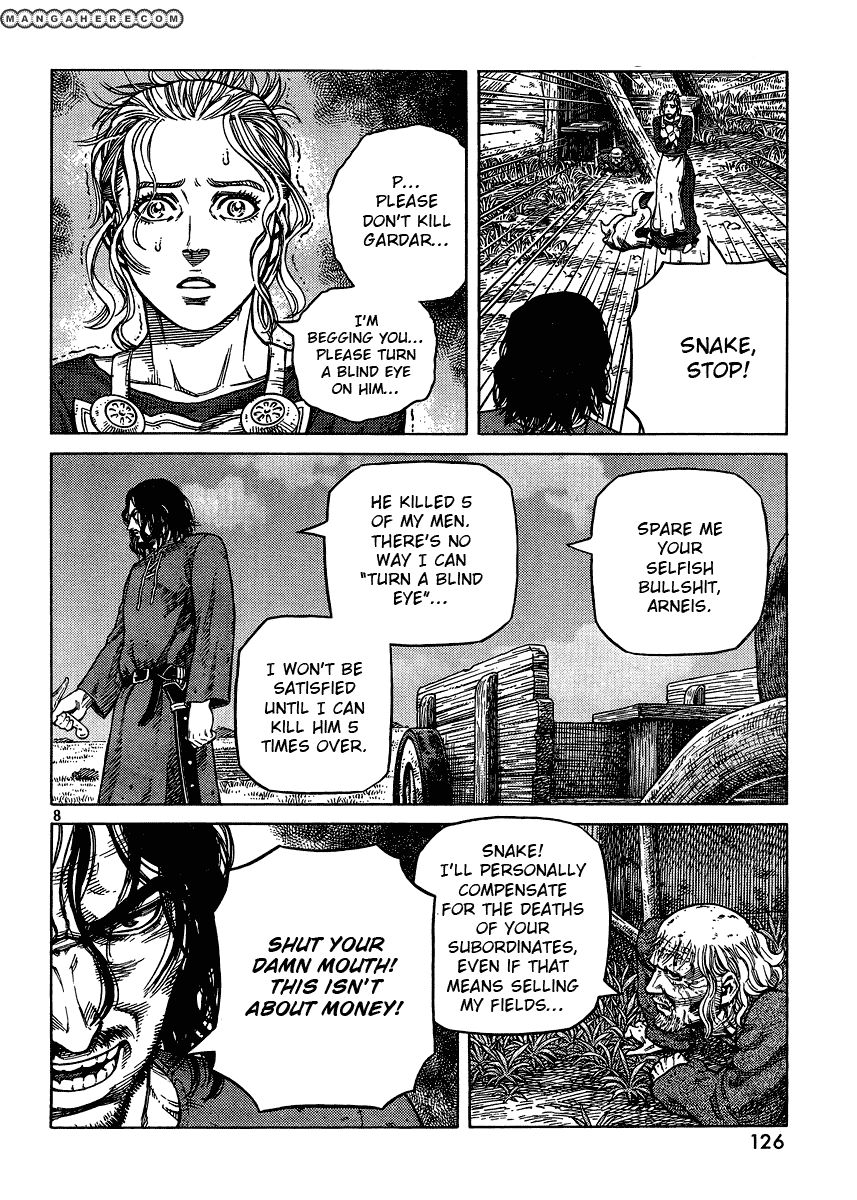 MANGAHERE.COM
SNAKE,
STOP!
P...
PLEASE
DON'T KILL
GARDAR...
I'M
BEGGING YOU...
PLEASE TURN
A BLIND EYE
ON HIM...
SPARE ME
YOUR
SELFISH
BULLSHIT,
ARNEIS.
HE KILLED 5
OF MY MEN.
THERE'S NO
WAY I CAN
"TURN A BLIND
EYE"...
I WON'T BE
SATISFIED
UNTIL I CAN
KILL HIM 5
TIMES OVER.
8
SNAKE!
I'LL PERSONALLY
COMPENSATE
FOR THE DEATHS
OF YOUR
SUBORDINATES,
EVEN IF THAT
MEANS SELLING
MY FIELDS...
SHUT YOUR
DAMN MOUTH!
THIS ISN'T
ABOUT MONEY!
126